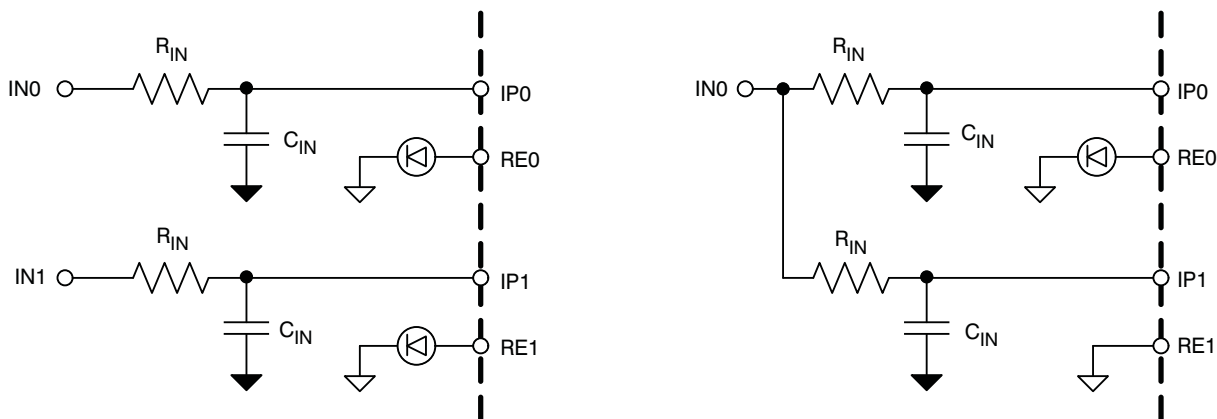 R_IN
IN0
IP0
C_IN
RE0
R_IN
IN1
IP1
C_IN
RE1
R_IN
IN0
IP0
C_IN
RE0
R_IN
IP1
C_IN
RE1